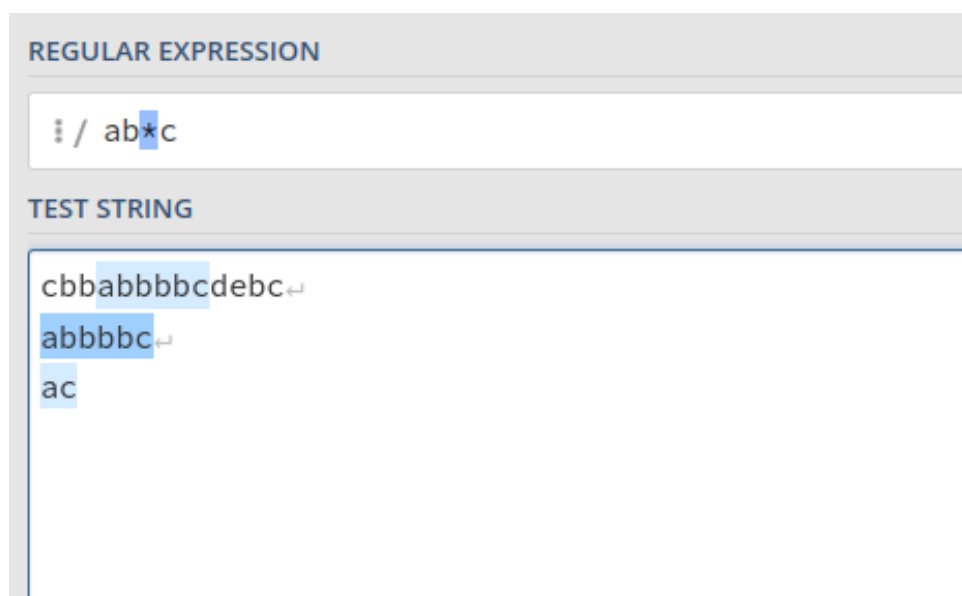 REGULAR EXPRESSION
⁞ / ab*c
TEST STRING
cbbabbbbcdebc↵
abbbbc↵
ac